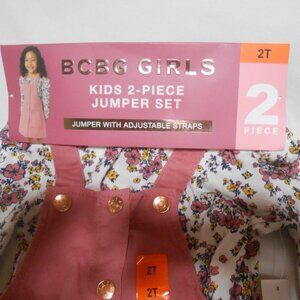 2T
BCBG GIRLS
KIDS 2-PIECE
JUMPER SET
JUMPER WITH ADJUSTABLE STRAPS
2
PIECE
2T
2T